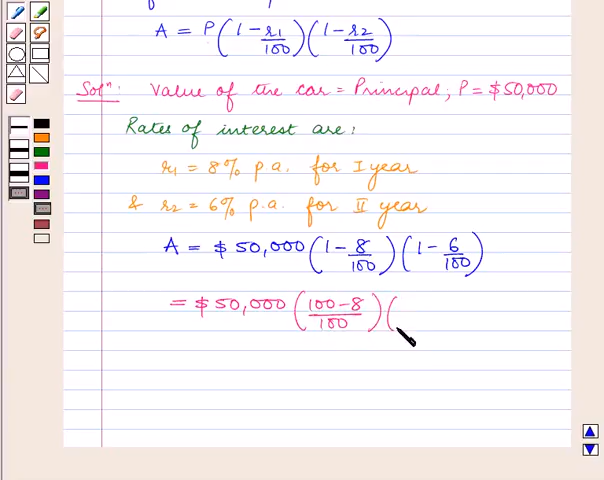 A = P(1 - r1/100)(1 - r2/100)
Soln: Value of the car = Principal, P = $50,000
Rates of interest are:
r1 = 8% p.a. for I year
& r2 = 6% p.a. for II year
A = $50,000(1 - 8/100)(1 - 6/100)
= $50,000(100 - 8/100)(